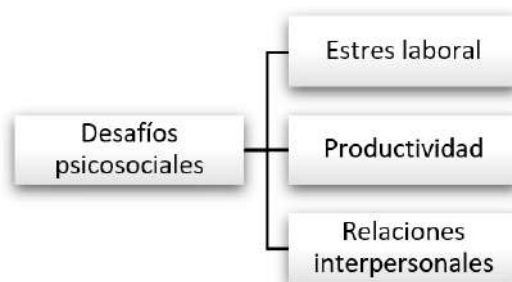 Desafíos
psicosociales
Estres laboral
Productividad
Relaciones
interpersonales